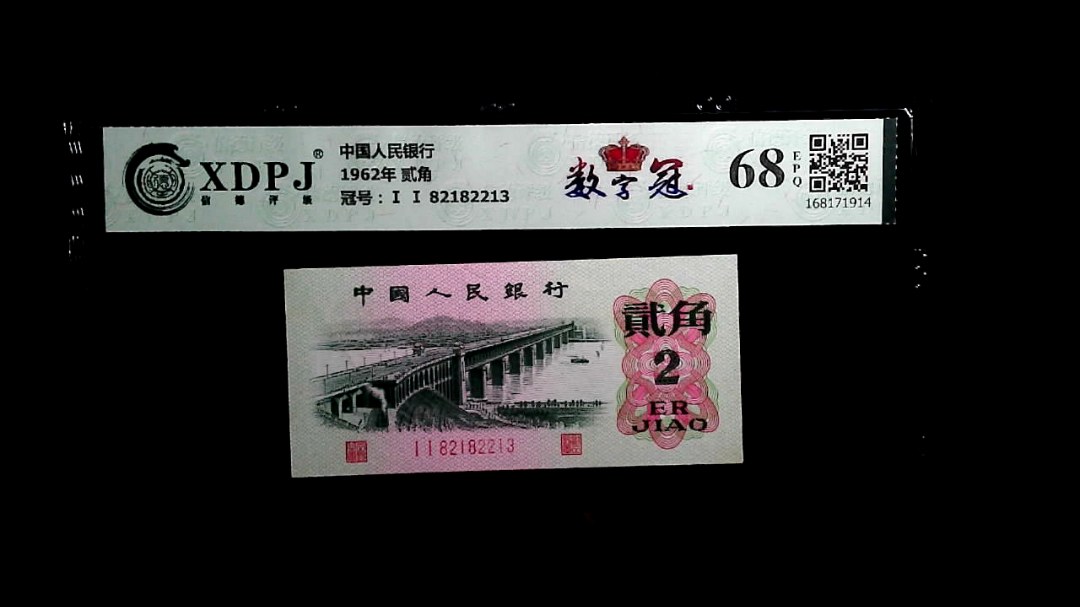 XDPJ®
信德评级
中国人民银行
1962年 贰角
冠号：I I 82182213
数字冠
68
EPQ
168171914
中國人民銀行
貳角
2
ER
JIAO
I I 82182213